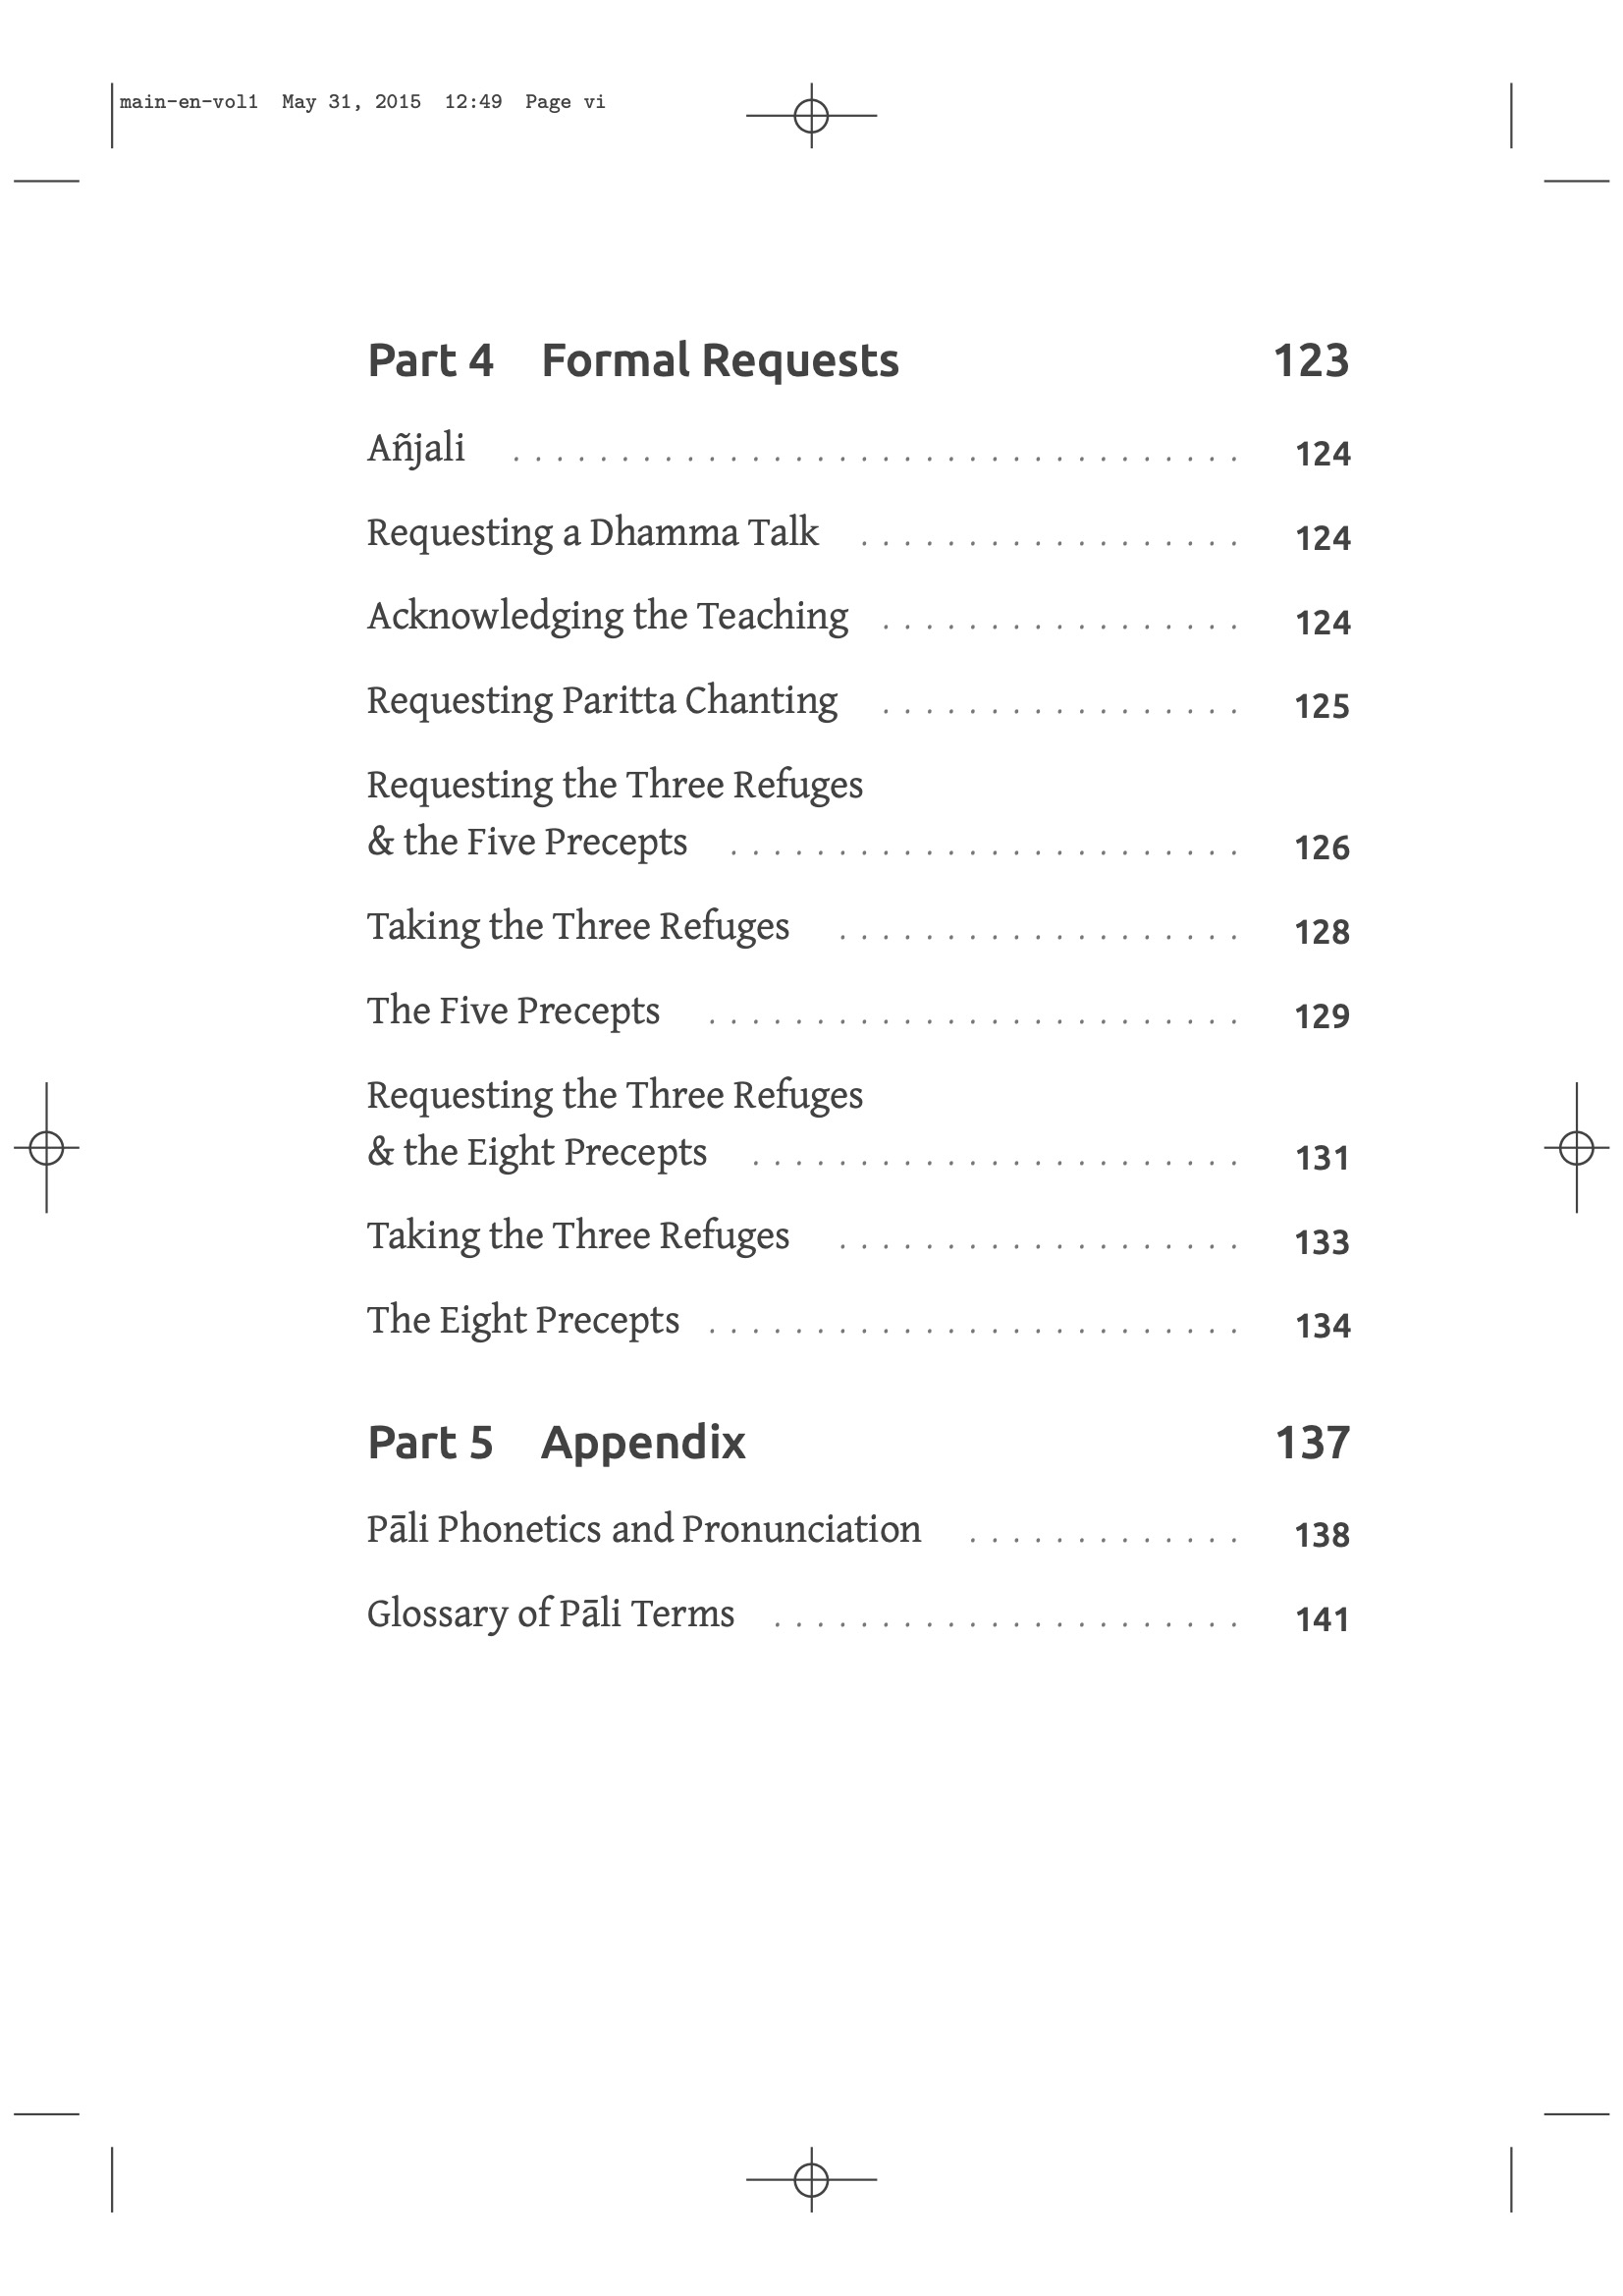 main-en-vol1 May 31, 2015 12:49 Page vi
Part 4 Formal Requests 123
Añjali . . . . . . . . . . . . . . . . . . . . . . . . . . . . . . . . . . 124
Requesting a Dhamma Talk . . . . . . . . . . . . . . . . . . 124
Acknowledging the Teaching . . . . . . . . . . . . . . . . . 124
Requesting Paritta Chanting . . . . . . . . . . . . . . . . . 125
Requesting the Three Refuges
& the Five Precepts . . . . . . . . . . . . . . . . . . . . . . . . 126
Taking the Three Refuges . . . . . . . . . . . . . . . . . . . 128
The Five Precepts . . . . . . . . . . . . . . . . . . . . . . . . . 129
Requesting the Three Refuges
& the Eight Precepts . . . . . . . . . . . . . . . . . . . . . . . 131
Taking the Three Refuges . . . . . . . . . . . . . . . . . . . 133
The Eight Precepts . . . . . . . . . . . . . . . . . . . . . . . . . 134
Part 5 Appendix 137
Pāli Phonetics and Pronunciation . . . . . . . . . . . . . 138
Glossary of Pāli Terms . . . . . . . . . . . . . . . . . . . . . . 141